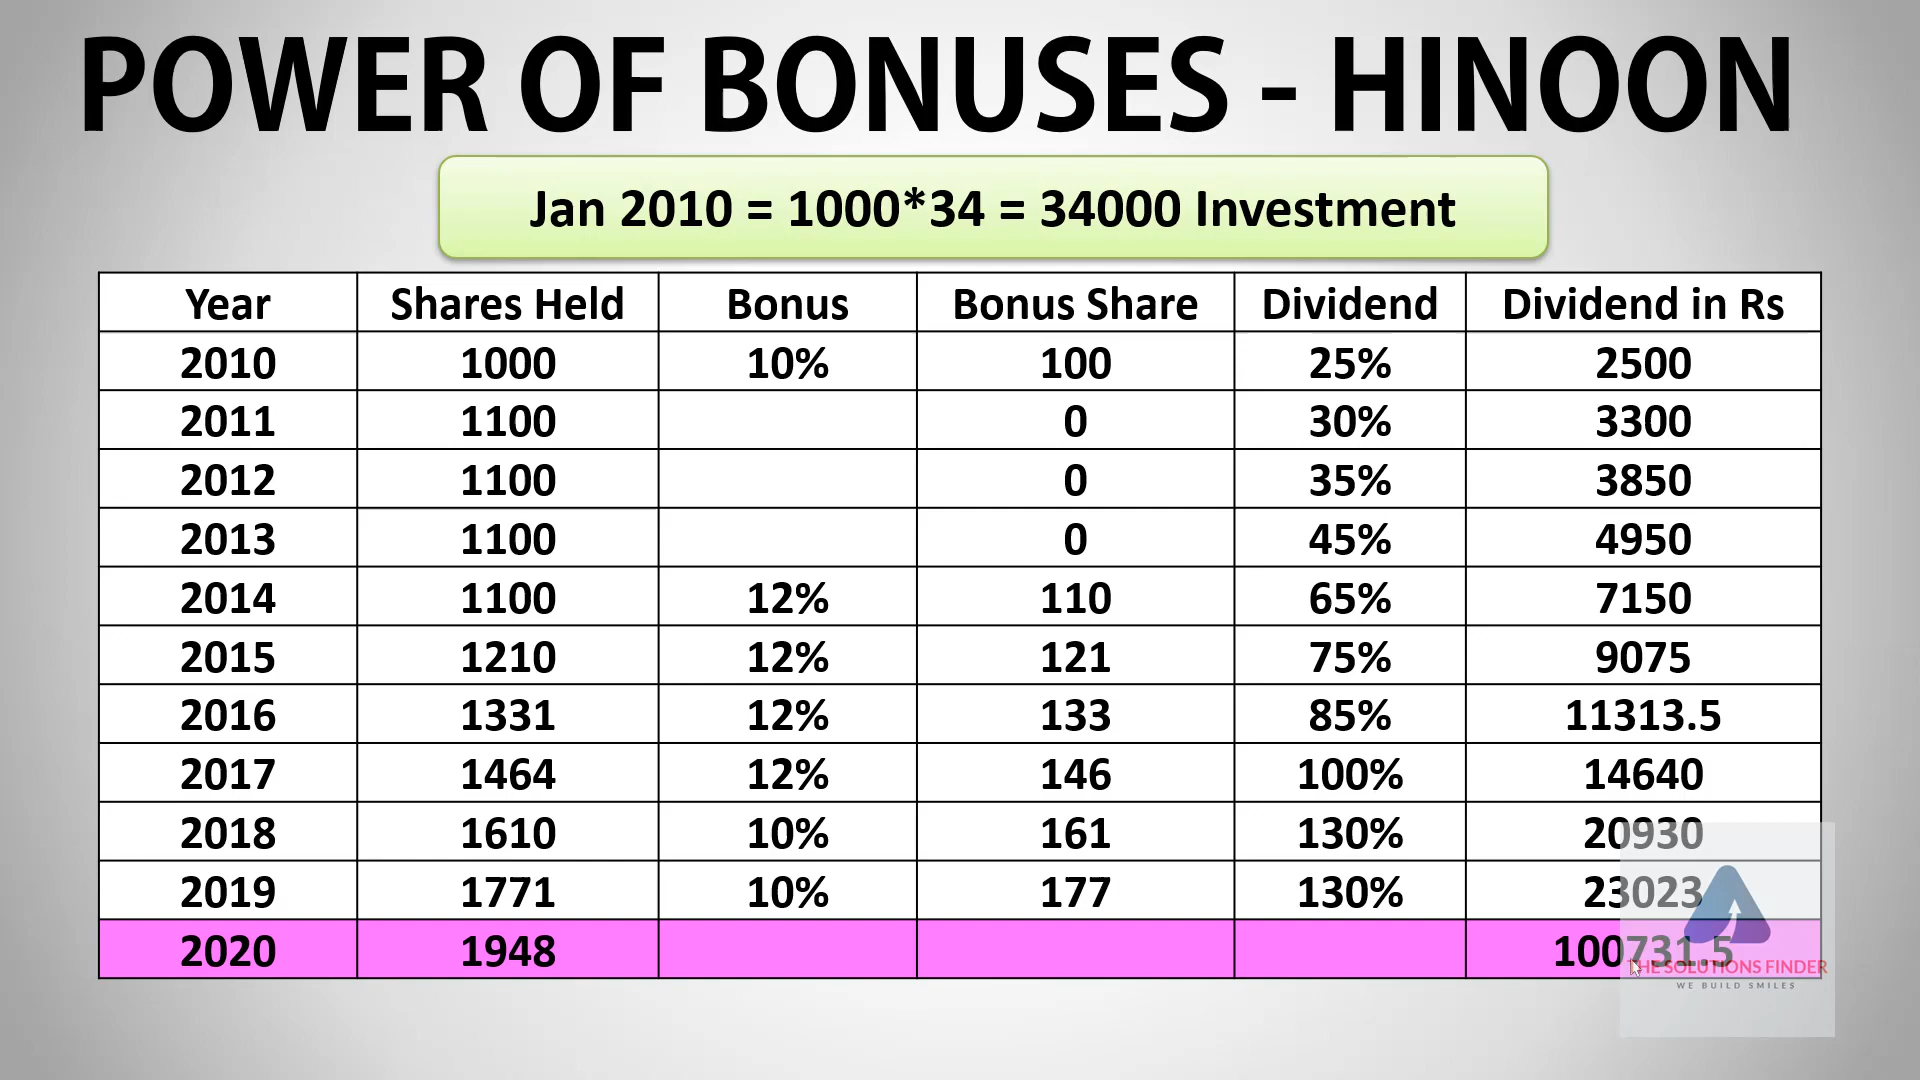 POWER OF BONUSES - HINOON
Jan 2010 = 1000*34 = 34000 Investment
Year Shares Held Bonus Bonus Share Dividend Dividend in Rs
2010 1000 10% 100 25% 2500
2011 1100 0 30% 3300
2012 1100 0 35% 3850
2013 1100 0 45% 4950
2014 1100 12% 110 65% 7150
2015 1210 12% 121 75% 9075
2016 1331 12% 133 85% 11313.5
2017 1464 12% 146 100% 14640
2018 1610 10% 161 130% 20930
2019 1771 10% 177 130% 23023
2020 1948 100731.5
THE SOLUTIONS FINDER
WE BUILD SMILES